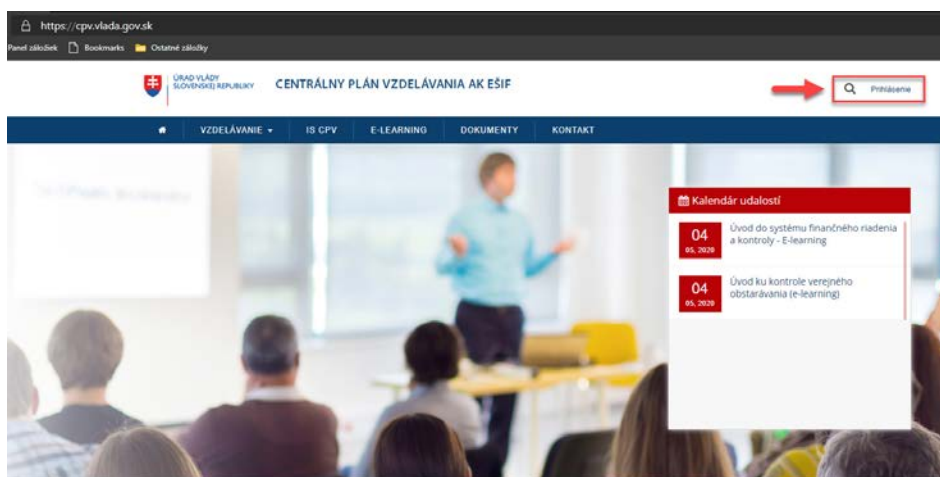 https://cpv.vlada.gov.sk
Panel záložiek Bookmarks Ostatné záložky
ÚRAD VLÁDY
SLOVENSKEJ REPUBLIKY
CENTRÁLNY PLÁN VZDELÁVANIA AK EŠIF
Prihlásenie
VZDELÁVANIE IS CPV E-LEARNING DOKUMENTY KONTAKT
Kalendár udalostí
04
05, 2020
Úvod do systému finančného riadenia
a kontroly - E-learning
04
05, 2020
Úvod ku kontrole verejného
obstarávania (e-learning)